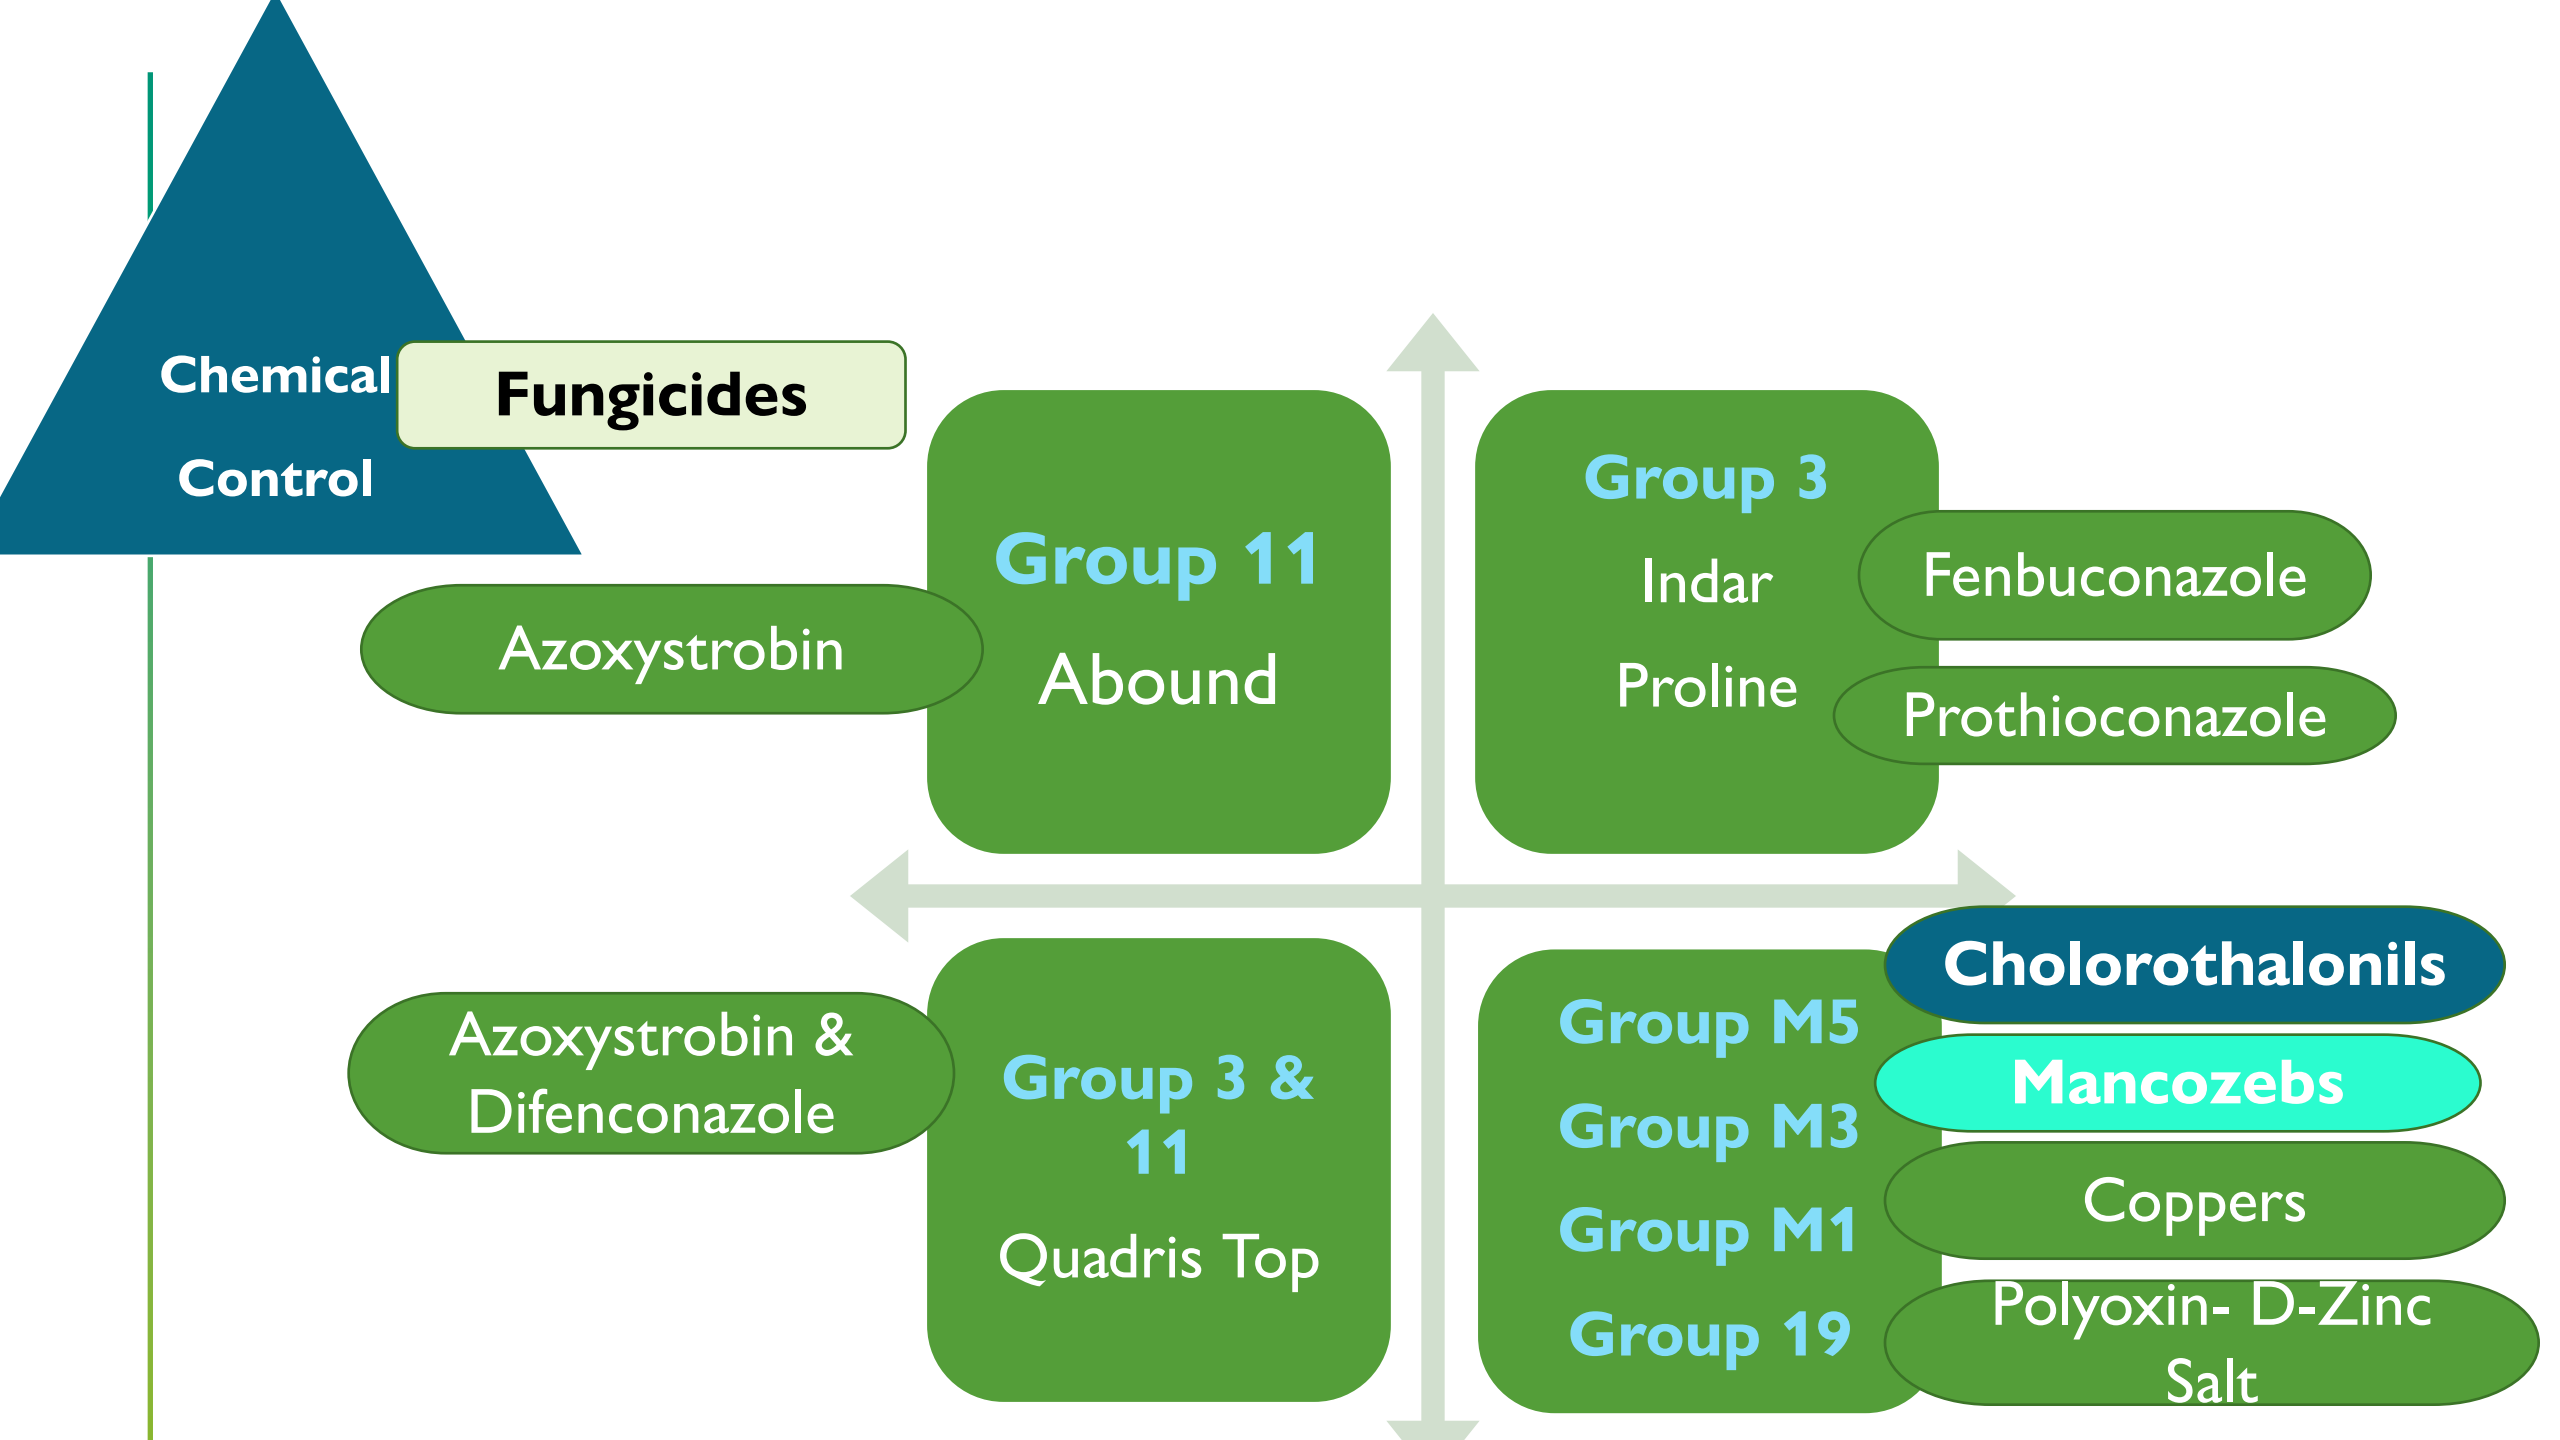 Chemical
Control
Fungicides
Group 11
Abound
Azoxystrobin
Group 3
Indar
Proline
Fenbuconazole
Prothioconazole
Azoxystrobin &
Difenconazole
Group 3 &
11
Quadris Top
Group M5
Group M3
Group M1
Group 19
Cholorothalonils
Mancozebs
Coppers
Polyoxin- D-Zinc
Salt